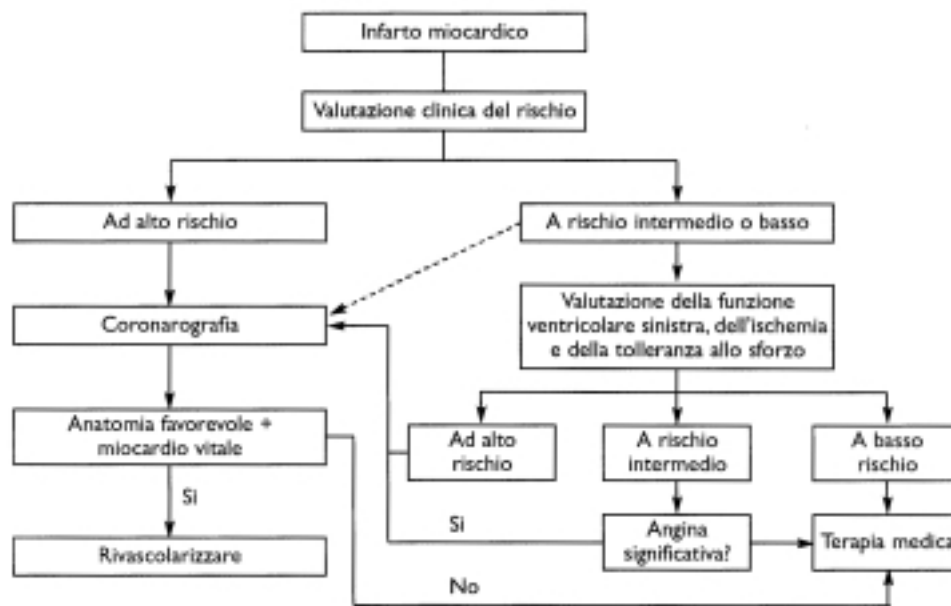 Infarto miocardico
Valutazione clinica del rischio
Ad alto rischio
A rischio intermedio o basso
Coronarografia
Valutazione della funzione
ventricolare sinistra, dell'ischemia
e della tolleranza allo sforzo
Anatomia favorevole +
miocardio vitale
Ad alto
rischio
A rischio
intermedio
A basso
rischio
Si
Si
Angina
significativa?
Terapia medica
Rivascolarizzare
No